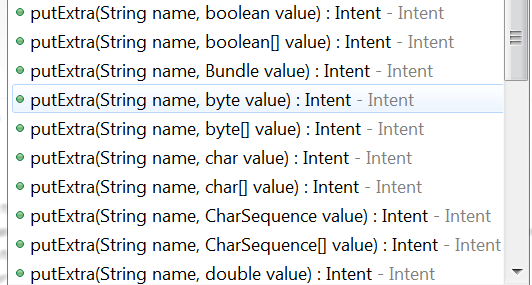 putExtra(String name, boolean value) : Intent - Intent
putExtra(String name, boolean[] value) : Intent - Intent
putExtra(String name, Bundle value) : Intent - Intent
putExtra(String name, byte value) : Intent - Intent
putExtra(String name, byte[] value) : Intent - Intent
putExtra(String name, char value) : Intent - Intent
putExtra(String name, char[] value) : Intent - Intent
putExtra(String name, CharSequence value) : Intent - Intent
putExtra(String name, CharSequence[] value) : Intent - Intent
putExtra(String name, double value) : Intent - Intent